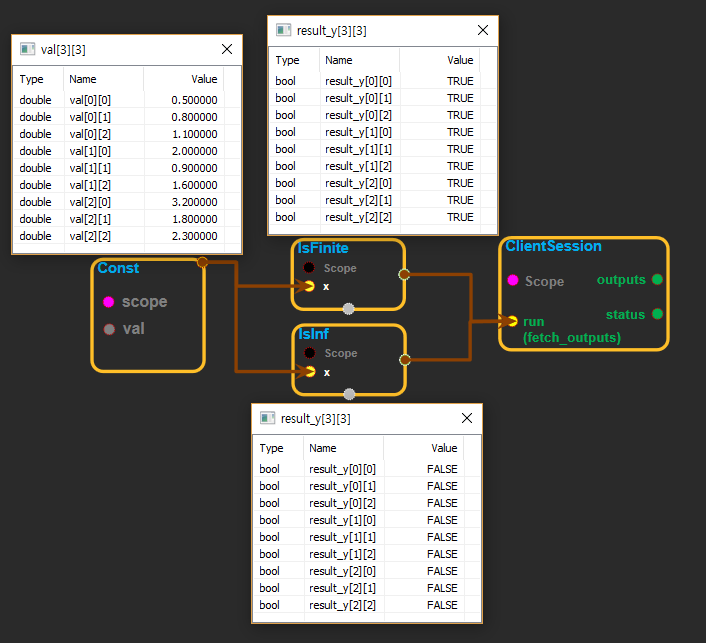 val[3][3]
Type Name Value
double val[0][0] 0.500000
double val[0][1] 0.800000
double val[0][2] 1.100000
double val[1][0] 2.000000
double val[1][1] 0.900000
double val[1][2] 1.600000
double val[2][0] 3.200000
double val[2][1] 1.800000
double val[2][2] 2.300000
result_y[3][3]
Type Name Value
bool result_y[0][0] TRUE
bool result_y[0][1] TRUE
bool result_y[0][2] TRUE
bool result_y[1][0] TRUE
bool result_y[1][1] TRUE
bool result_y[1][2] TRUE
bool result_y[2][0] TRUE
bool result_y[2][1] TRUE
bool result_y[2][2] TRUE
Const
scope
val
IsFinite
Scope
x
IsInf
Scope
x
ClientSession
Scope outputs
status
run
(fetch_outputs)
result_y[3][3]
Type Name Value
bool result_y[0][0] FALSE
bool result_y[0][1] FALSE
bool result_y[0][2] FALSE
bool result_y[1][0] FALSE
bool result_y[1][1] FALSE
bool result_y[1][2] FALSE
bool result_y[2][0] FALSE
bool result_y[2][1] FALSE
bool result_y[2][2] FALSE